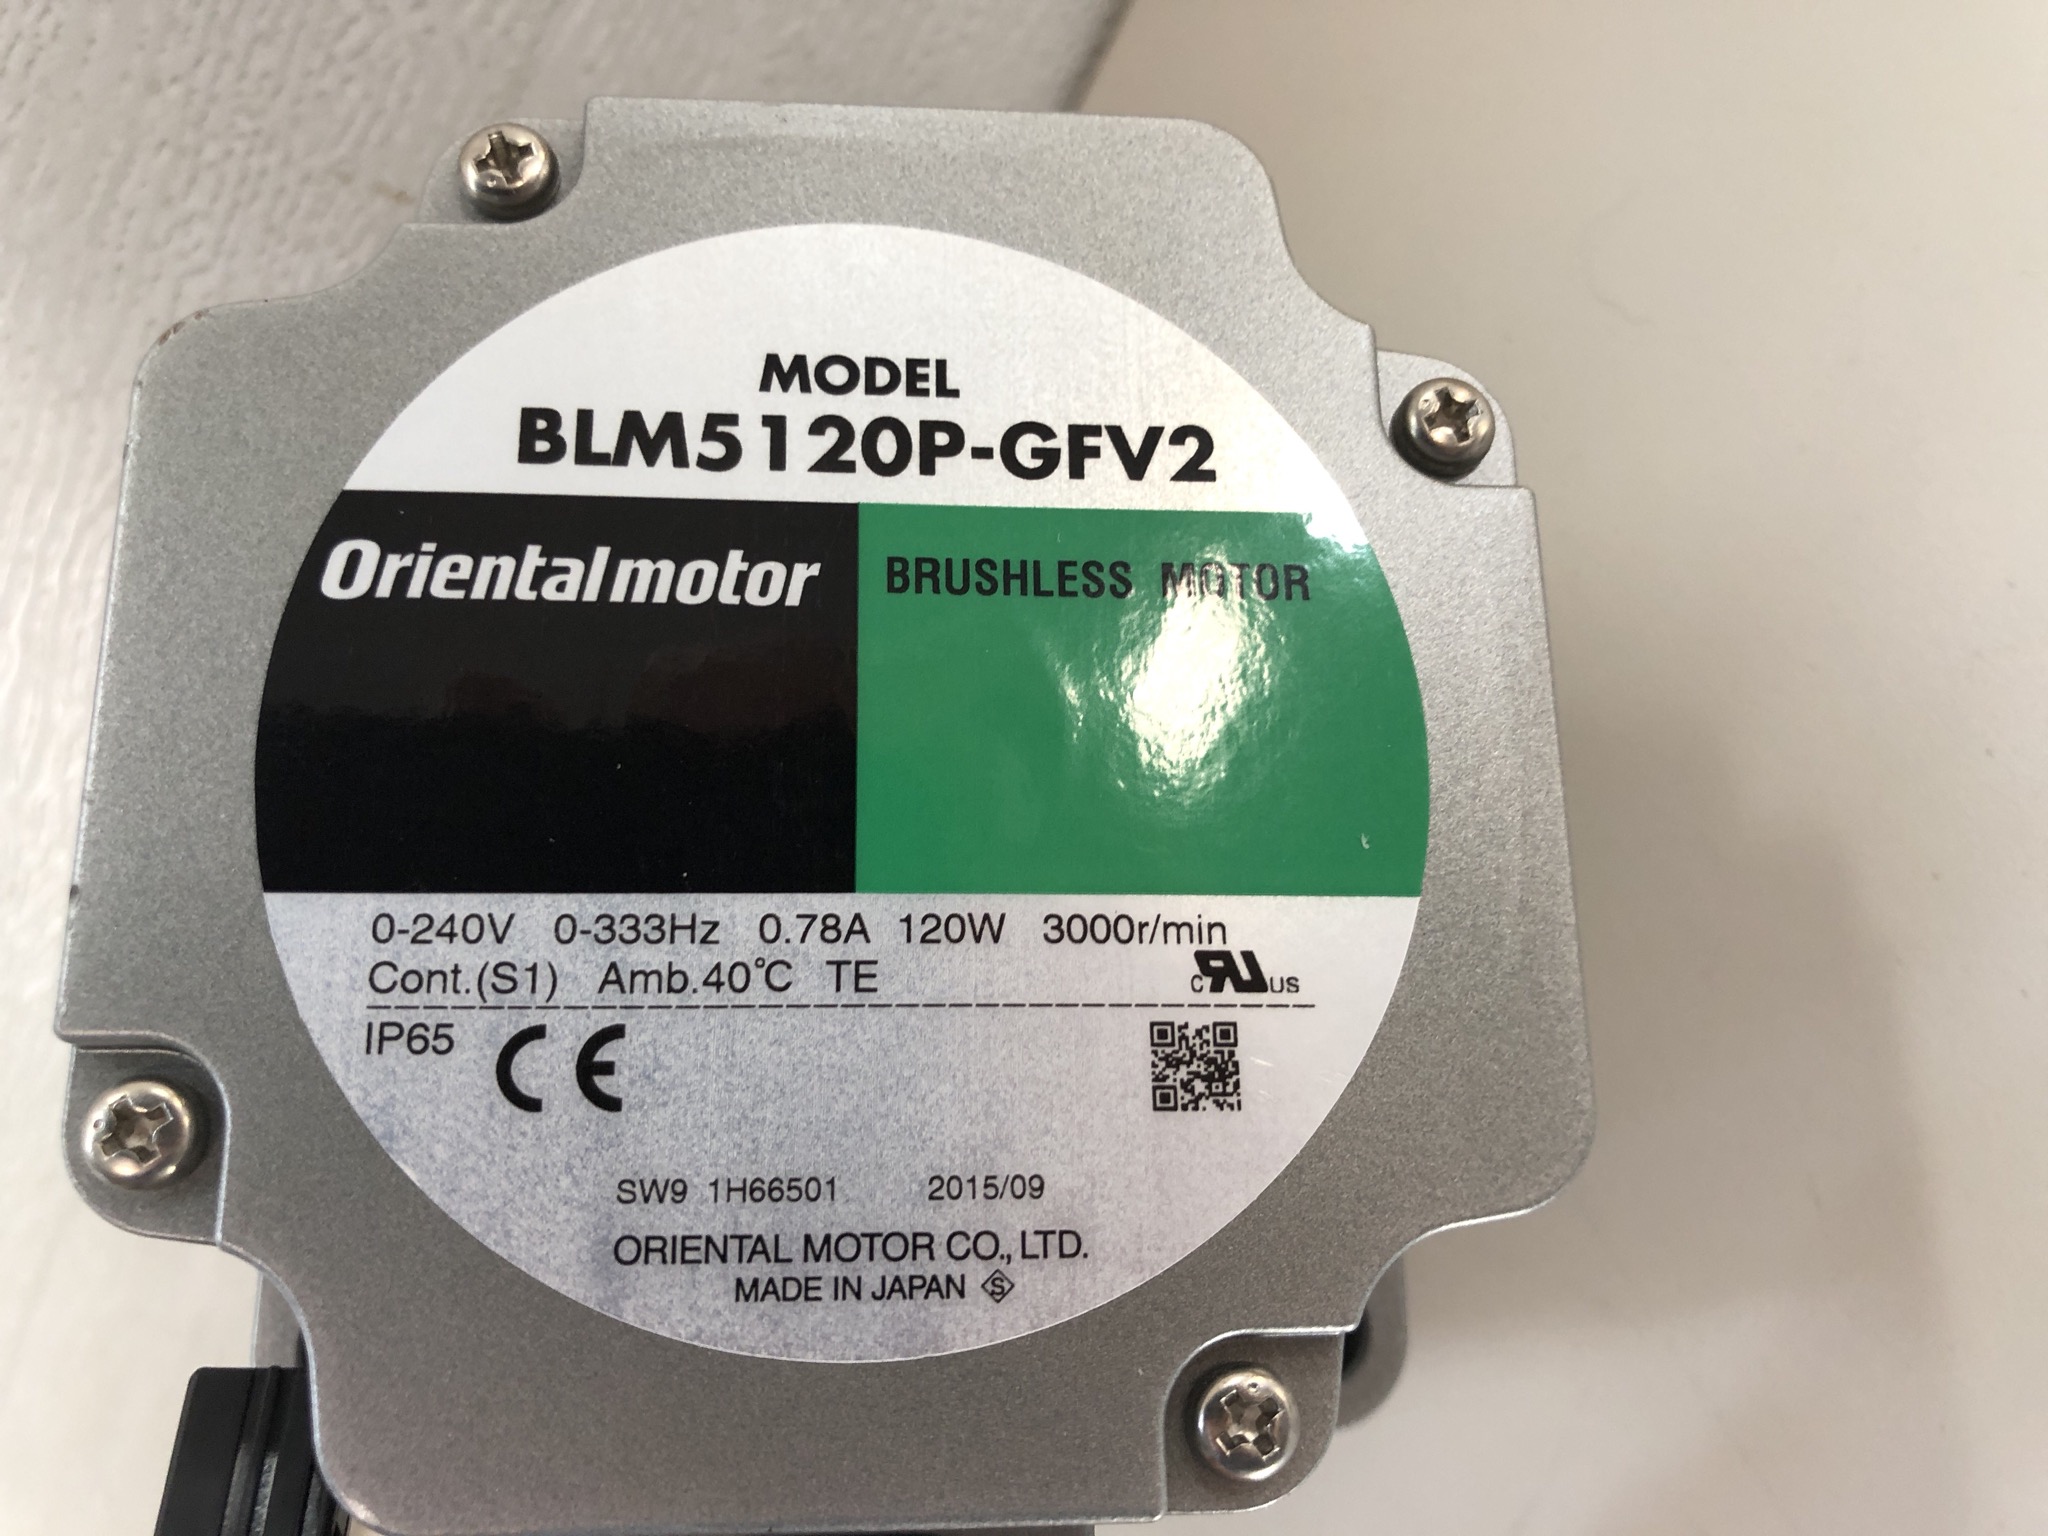 MODEL
BLM5120P-GFV2
Orientalmotor
BRUSHLESS MOTOR
0-240V 0-333Hz 0.78A 120W 3000r/min
Cont.(S1) Amb.40℃ TE
c RU US
IP65 CE
SW9 1H66501 2015/09
ORIENTAL MOTOR CO., LTD.
MADE IN JAPAN S